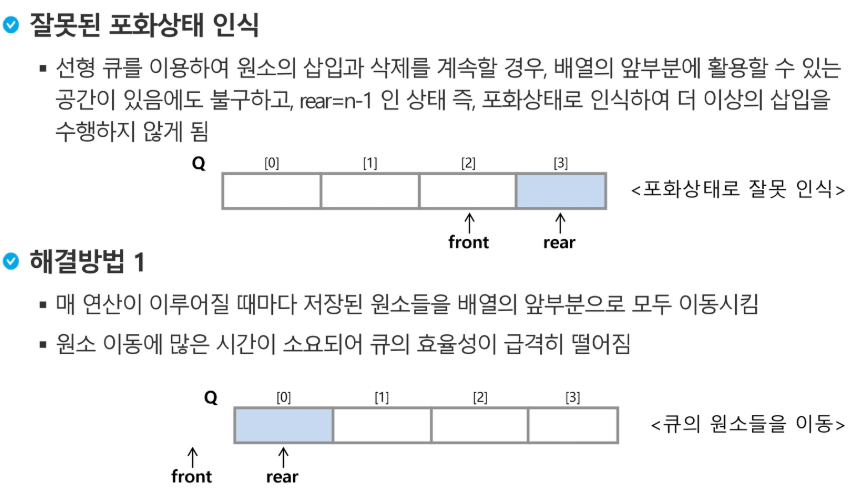 잘못된 포화상태 인식
▪ 선형 큐를 이용하여 원소의 삽입과 삭제를 계속할 경우, 배열의 앞부분에 활용할 수 있는
공간이 있음에도 불구하고, rear=n-1 인 상태 즉, 포화상태로 인식하여 더 이상의 삽입을
수행하지 않게 됨
Q [0] [1] [2] [3]
<포화상태로 잘못 인식>
front rear
해결방법 1
▪ 매 연산이 이루어질 때마다 저장된 원소들을 배열의 앞부분으로 모두 이동시킴
▪ 원소 이동에 많은 시간이 소요되어 큐의 효율성이 급격히 떨어짐
Q [0] [1] [2] [3]
<큐의 원소들을 이동>
front rear